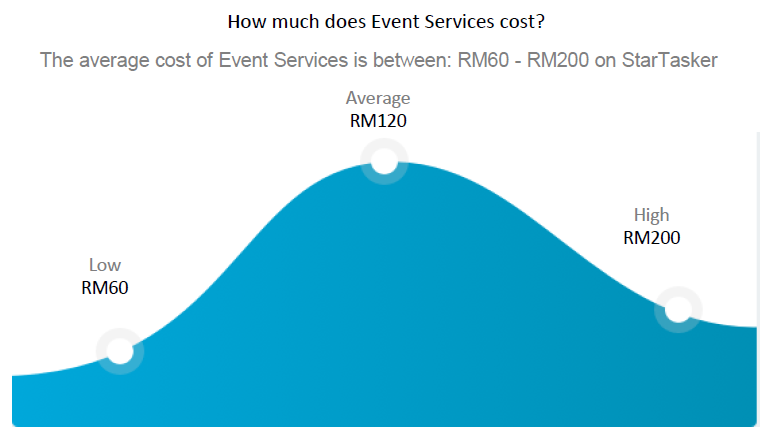 How much does Event Services cost?
The average cost of Event Services is between: RM60 - RM200 on StarTasker
Average
RM120
High
RM200
Low
RM60